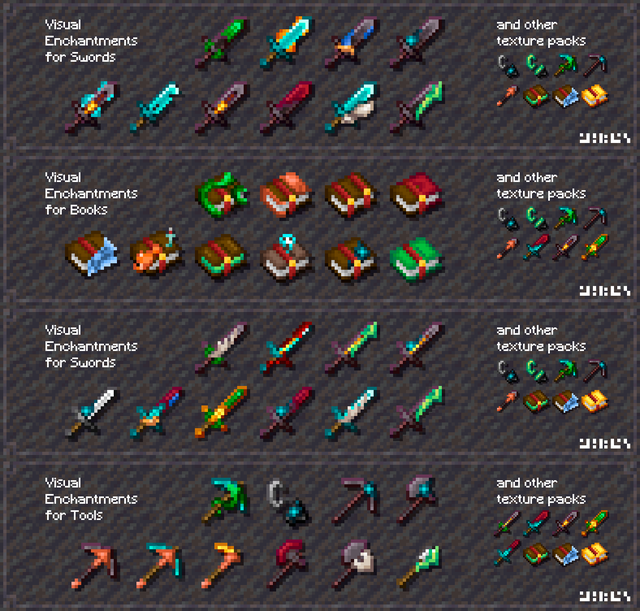 Visual
Enchantments
for Swords
and other
texture packs
Visual
Enchantments
for Books
and other
texture packs
Visual
Enchantments
for Swords
and other
texture packs
Visual
Enchantments
for Tools
and other
texture packs